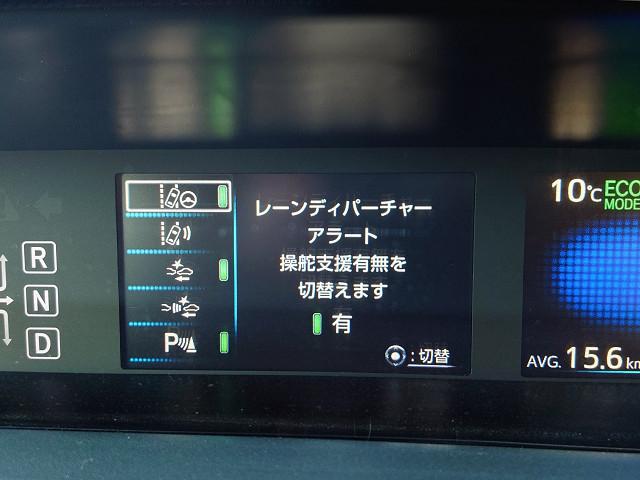 R
N
D
P
レーンディパーチャー
アラート
操舵支援有無を
切替えます
有
:切替
10℃
ECO
MODE
AVG. 15.6 km